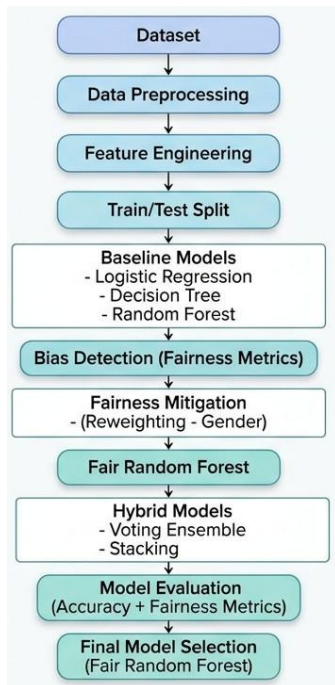 Dataset
Data Preprocessing
Feature Engineering
Train/Test Split
Baseline Models
- Logistic Regression
- Decision Tree
- Random Forest
Bias Detection (Fairness Metrics)
Fairness Mitigation
- (Reweighting - Gender)
Fair Random Forest
Hybrid Models
- Voting Ensemble
- Stacking
Model Evaluation
(Accuracy + Fairness Metrics)
Final Model Selection
(Fair Random Forest)